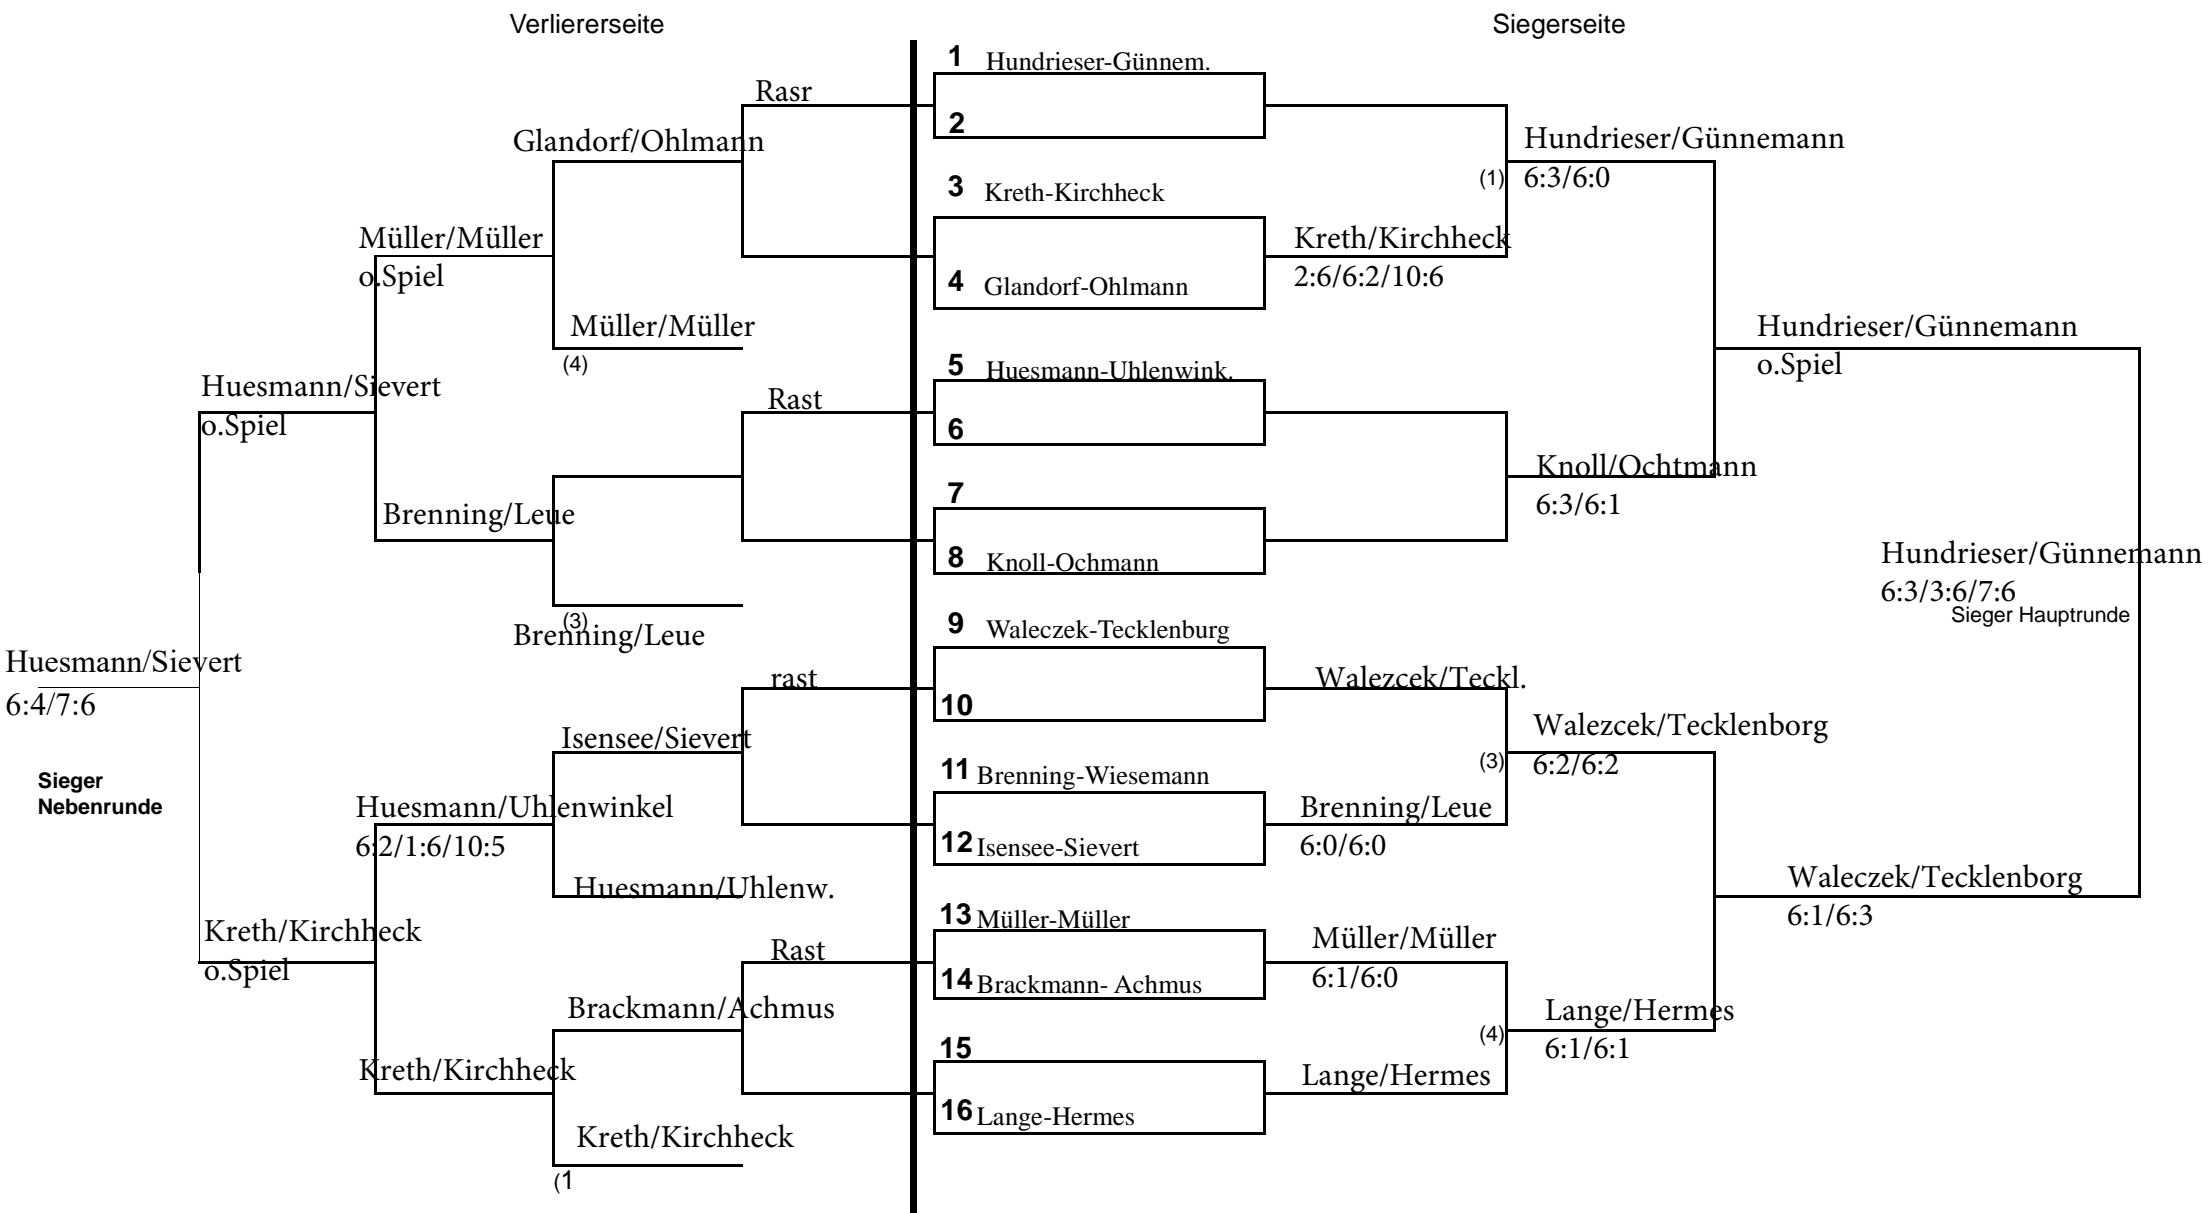 Verliererseite
Siegerseite
1 Hundrieser-Günnem.
Rasr
2
Glandorf/Ohlmann
Hundrieser/Günnemann
(1) 6:3/6:0
3 Kreth-Kirchheck
Müller/Müller
o.Spiel
Kreth/Kirchheck
2:6/6:2/10:6
4 Glandorf-Ohlmann
Müller/Müller
(4)
Hundrieser/Günnemann
o.Spiel
5 Huesmann-Uhlenwink.
Huesmann/Sievert
o.Spiel
Rast
6
Knoll/Ochtmann
6:3/6:1
7
Brenning/Leue
8 Knoll-Ochmann
Hundrieser/Günnemann
6:3/3:6/7:6
Sieger Hauptrunde
(3)
Brenning/Leue
9 Waleczek-Tecklenburg
Huesmann/Sievert
6:4/7:6
rast
Walezcek/Teckl.
10
Isensee/Sievert
Walezcek/Tecklenborg
(3) 6:2/6:2
Sieger
Nebenrunde
11 Brenning-Wiesemann
Huesmann/Uhlenwinkel
6:2/1:6/10:5
Brenning/Leue
6:0/6:0
12 Isensee-Sievert
Huesmann/Uhlenw.
Waleczek/Tecklenborg
6:1/6:3
13 Müller-Müller
Kreth/Kirchheck
o.Spiel
Rast
Müller/Müller
6:1/6:0
14 Brackmann- Achmus
Brackmann/Achmus
Lange/Hermes
(4) 6:1/6:1
15
Kreth/Kirchheck
Lange/Hermes
16 Lange-Hermes
Kreth/Kirchheck
(1